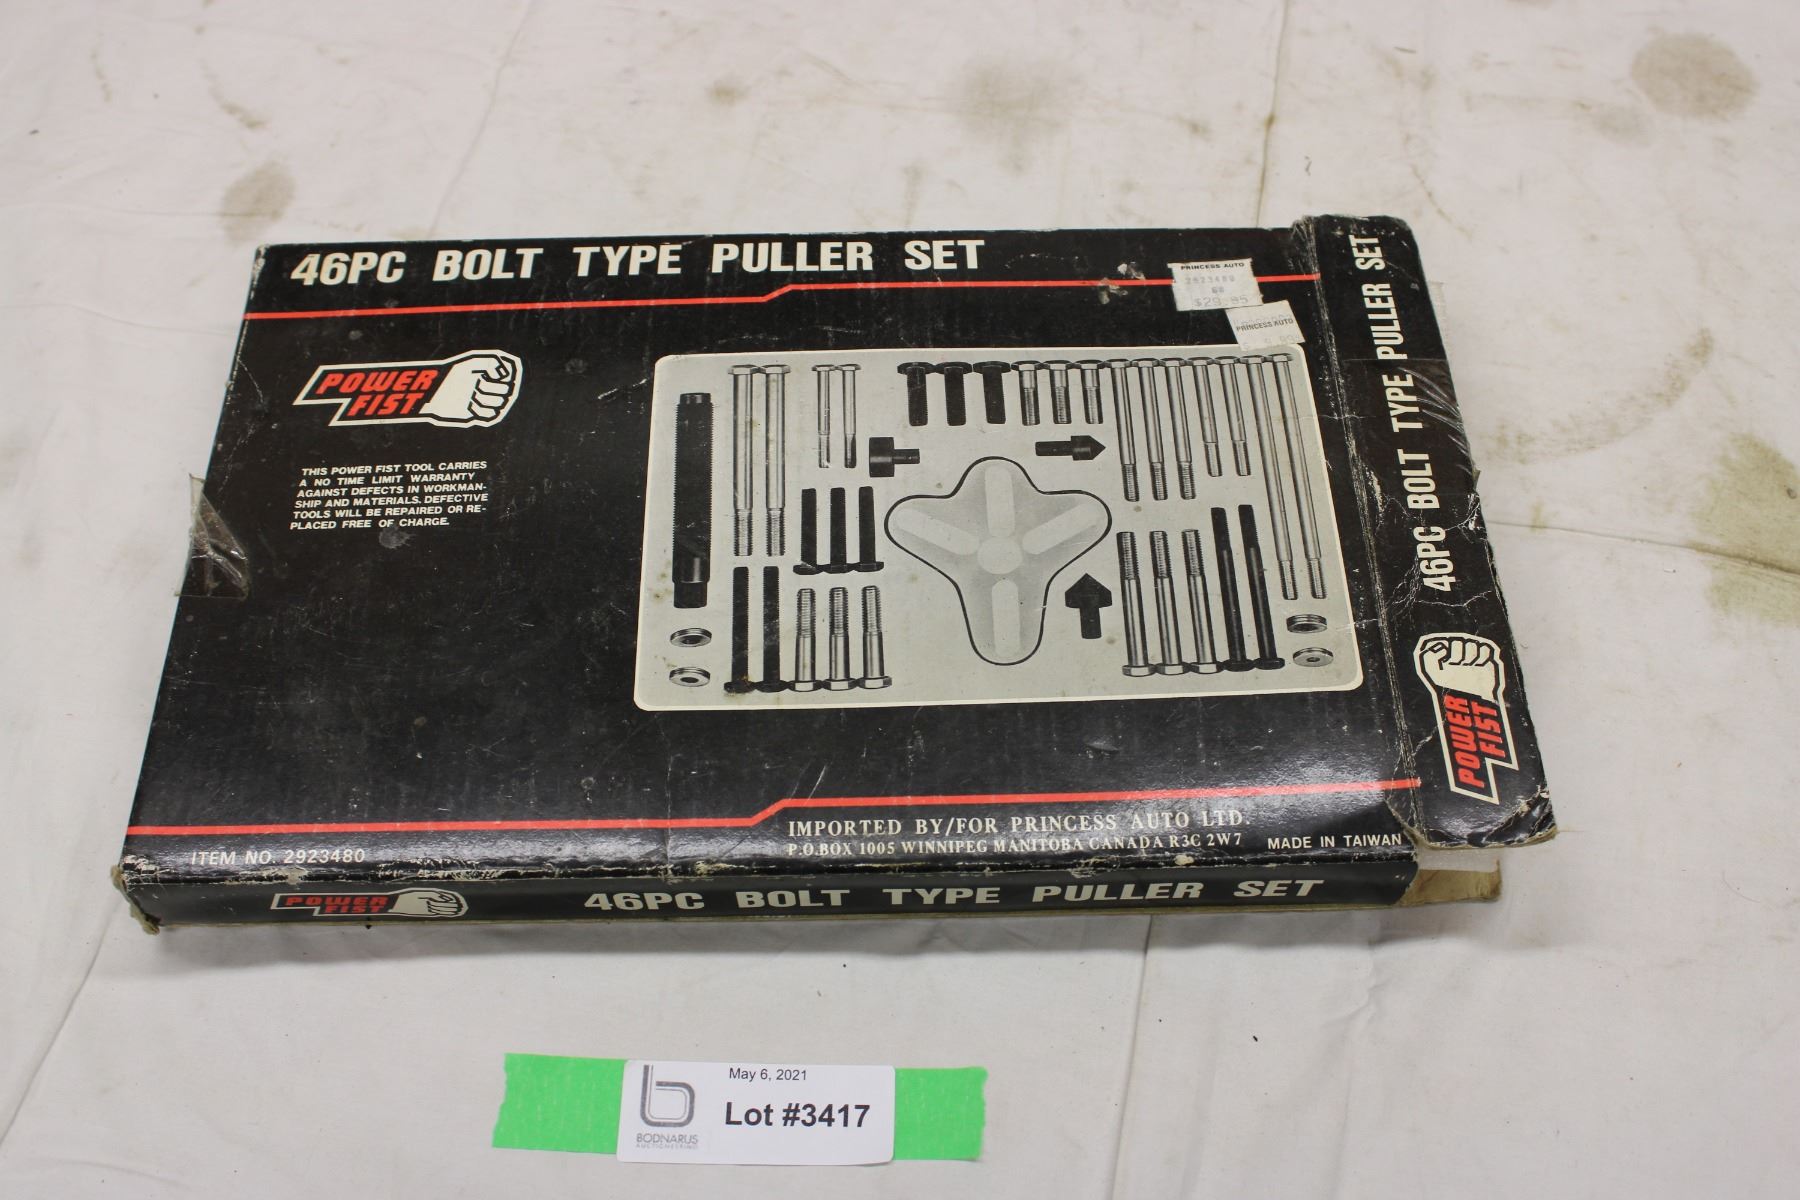 46PC BOLT TYPE PULLER SET
PRINCESS AUTO
2923480
$29.95
PRINCESS AUTO
POWER
FIST
THIS POWER FIST TOOL CARRIES
A NO TIME LIMIT WARRANTY
AGAINST DEFECTS IN WORKMAN-
SHIP AND MATERIALS. DEFECTIVE
TOOLS WILL BE REPAIRED OR RE-
PLACED FREE OF CHARGE.
46PC BOLT TYPE PULLER SET
POWER
FIST
IMPORTED BY/FOR PRINCESS AUTO LTD.
P.O.BOX 1005 WINNIPEG MANITOBA CANADA R3C 2W7
MADE IN TAIWAN
ITEM NO. 2923480
POWER
FIST
46PC BOLT TYPE PULLER SET
May 6, 2021
Lot #3417
BODNARUS
AUCTIONEERING